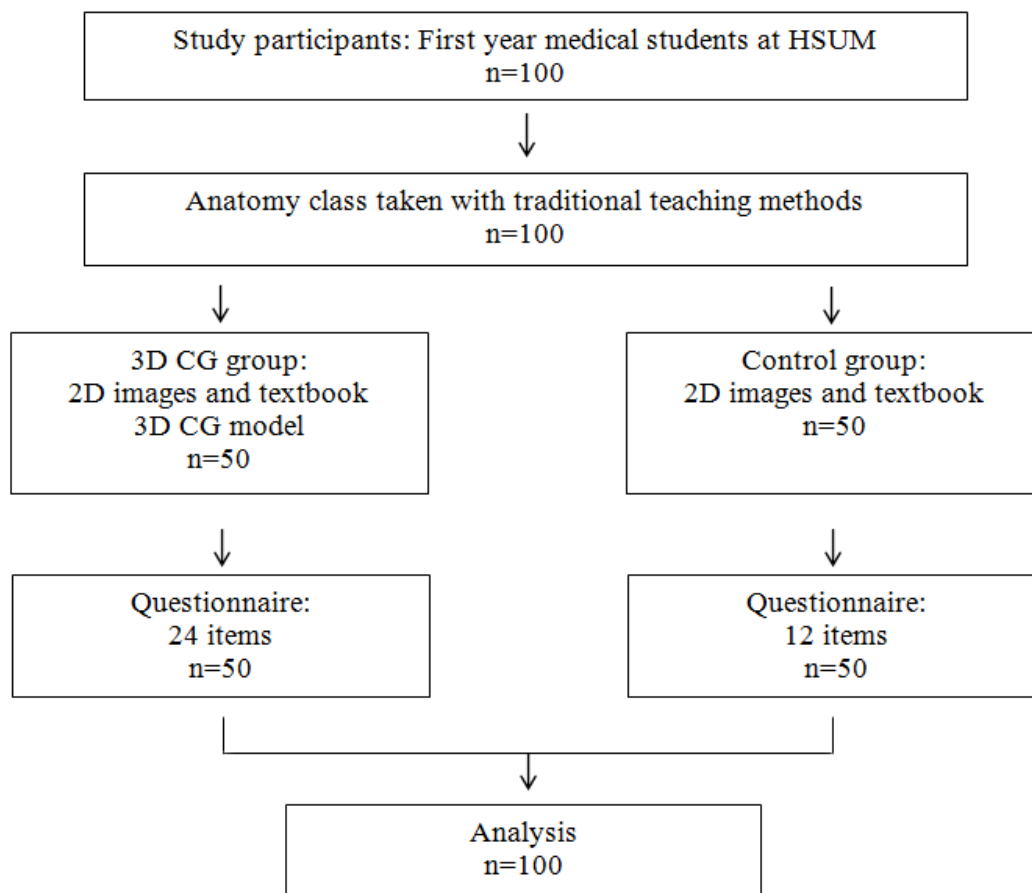 Study participants: First year medical students at HSUM
n=100
Anatomy class taken with traditional teaching methods
n=100
3D CG group:
2D images and textbook
3D CG model
n=50
Control group:
2D images and textbook
n=50
Questionnaire:
24 items
n=50
Questionnaire:
12 items
n=50
Analysis
n=100